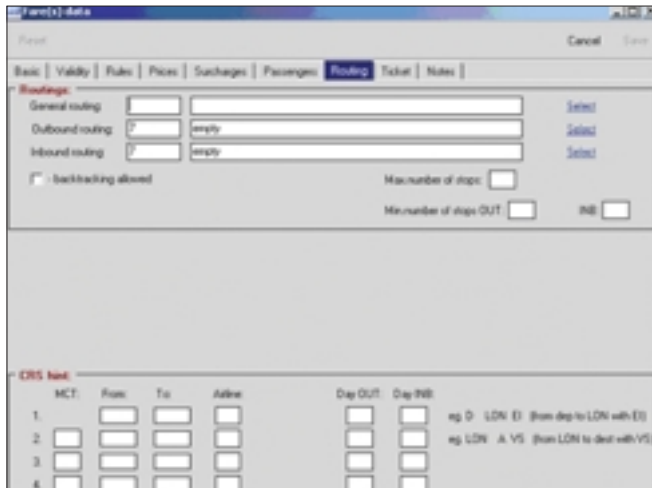 Fare(s) data
Reset Cancel Save
Basic | Validity | Rules | Prices | Surcharges | Passengers | Routing | Ticket | Notes |
Routings:
General routing: Select
Outbound routing: 7 empty Select
Inbound routing: 7 empty Select
- backtracking allowed Max.number of stops:
Min.number of stops OUT: INB:
CRS hint:
MCT: From: To: Airline: Day OUT: Day INB:
1. eg. D LON EI (from dep to LON with EI)
2. eg. LON A VS (from LON to dest with VS)
3.
4.